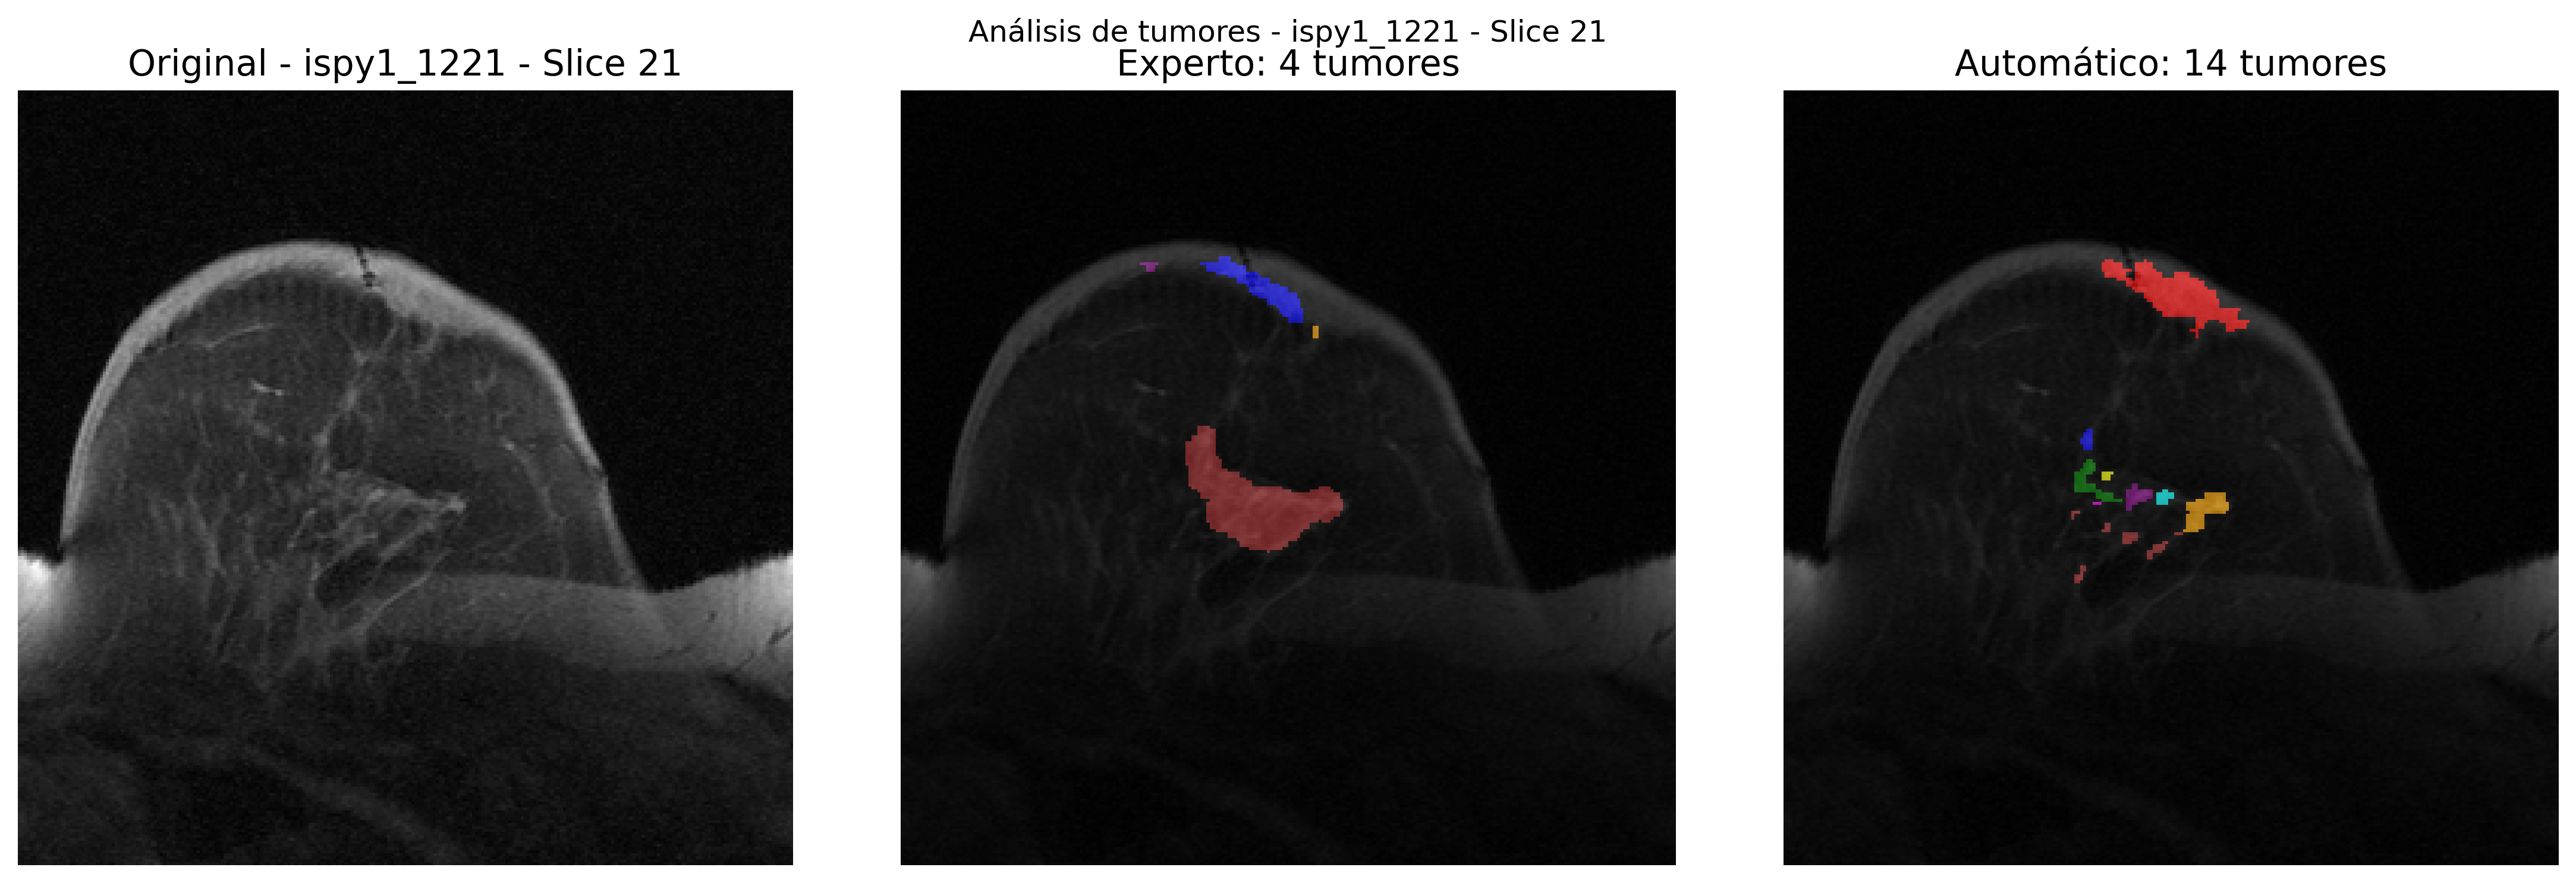 Análisis de tumores - ispy1_1221 - Slice 21
Original - ispy1_1221 - Slice 21
Experto: 4 tumores
Automático: 14 tumores